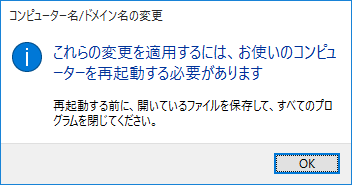 コンピューター名/ドメイン名の変更
これらの変更を適用するには、お使いのコンピュ
ーターを再起動する必要があります
再起動する前に、開いているファイルを保存して、すべてのプロ
グラムを閉じてください。
OK